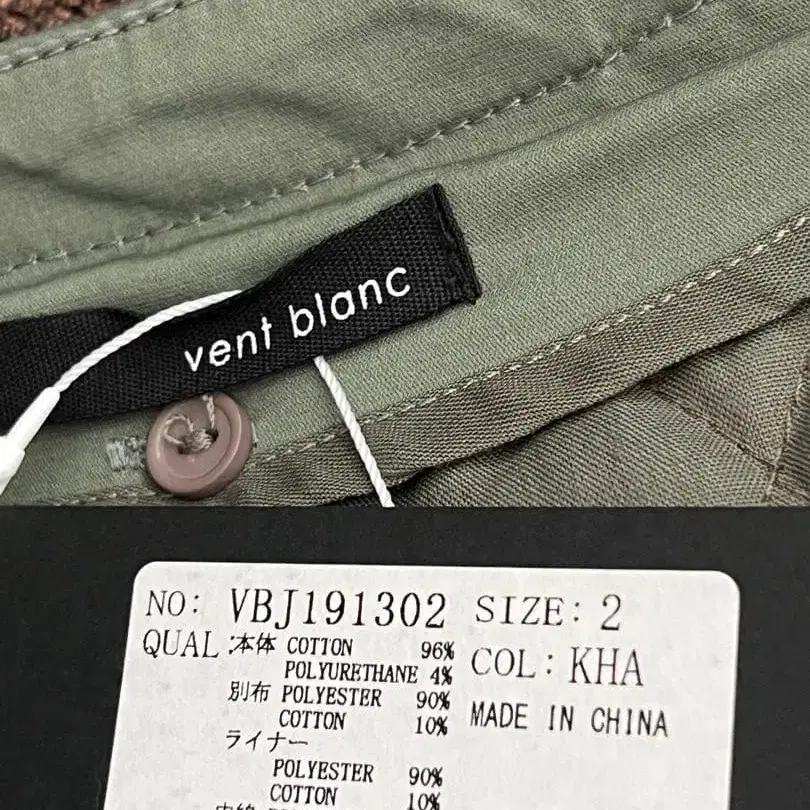 vent blanc
NO: VBJ191302 SIZE: 2
QUAL:本体 COTTON 96% COL: KHA
POLYURETHANE 4%
別布 POLYESTER 90% MADE IN CHINA
COTTON 10%
ライナー
POLYESTER 90%
COTTON 10%